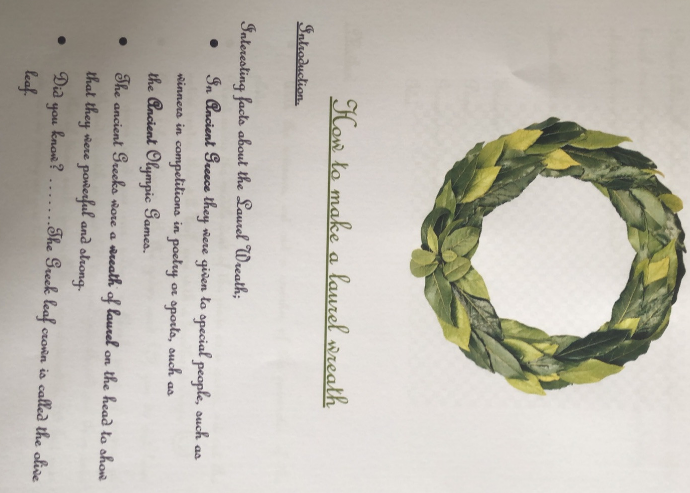 How to make a laurel wreath
Introduction.
Interesting facts about the Laurel Wreath;
• In Ancient Greece they were given to special people, such as
winners in competitions in poetry or sports, such as
the Ancient Olympic Games.
• The ancient Greeks wore a wreath of laurel on the head to show
that they were powerful and strong.
• Did you know? ........The Greek leaf crown is called the olive
leaf.